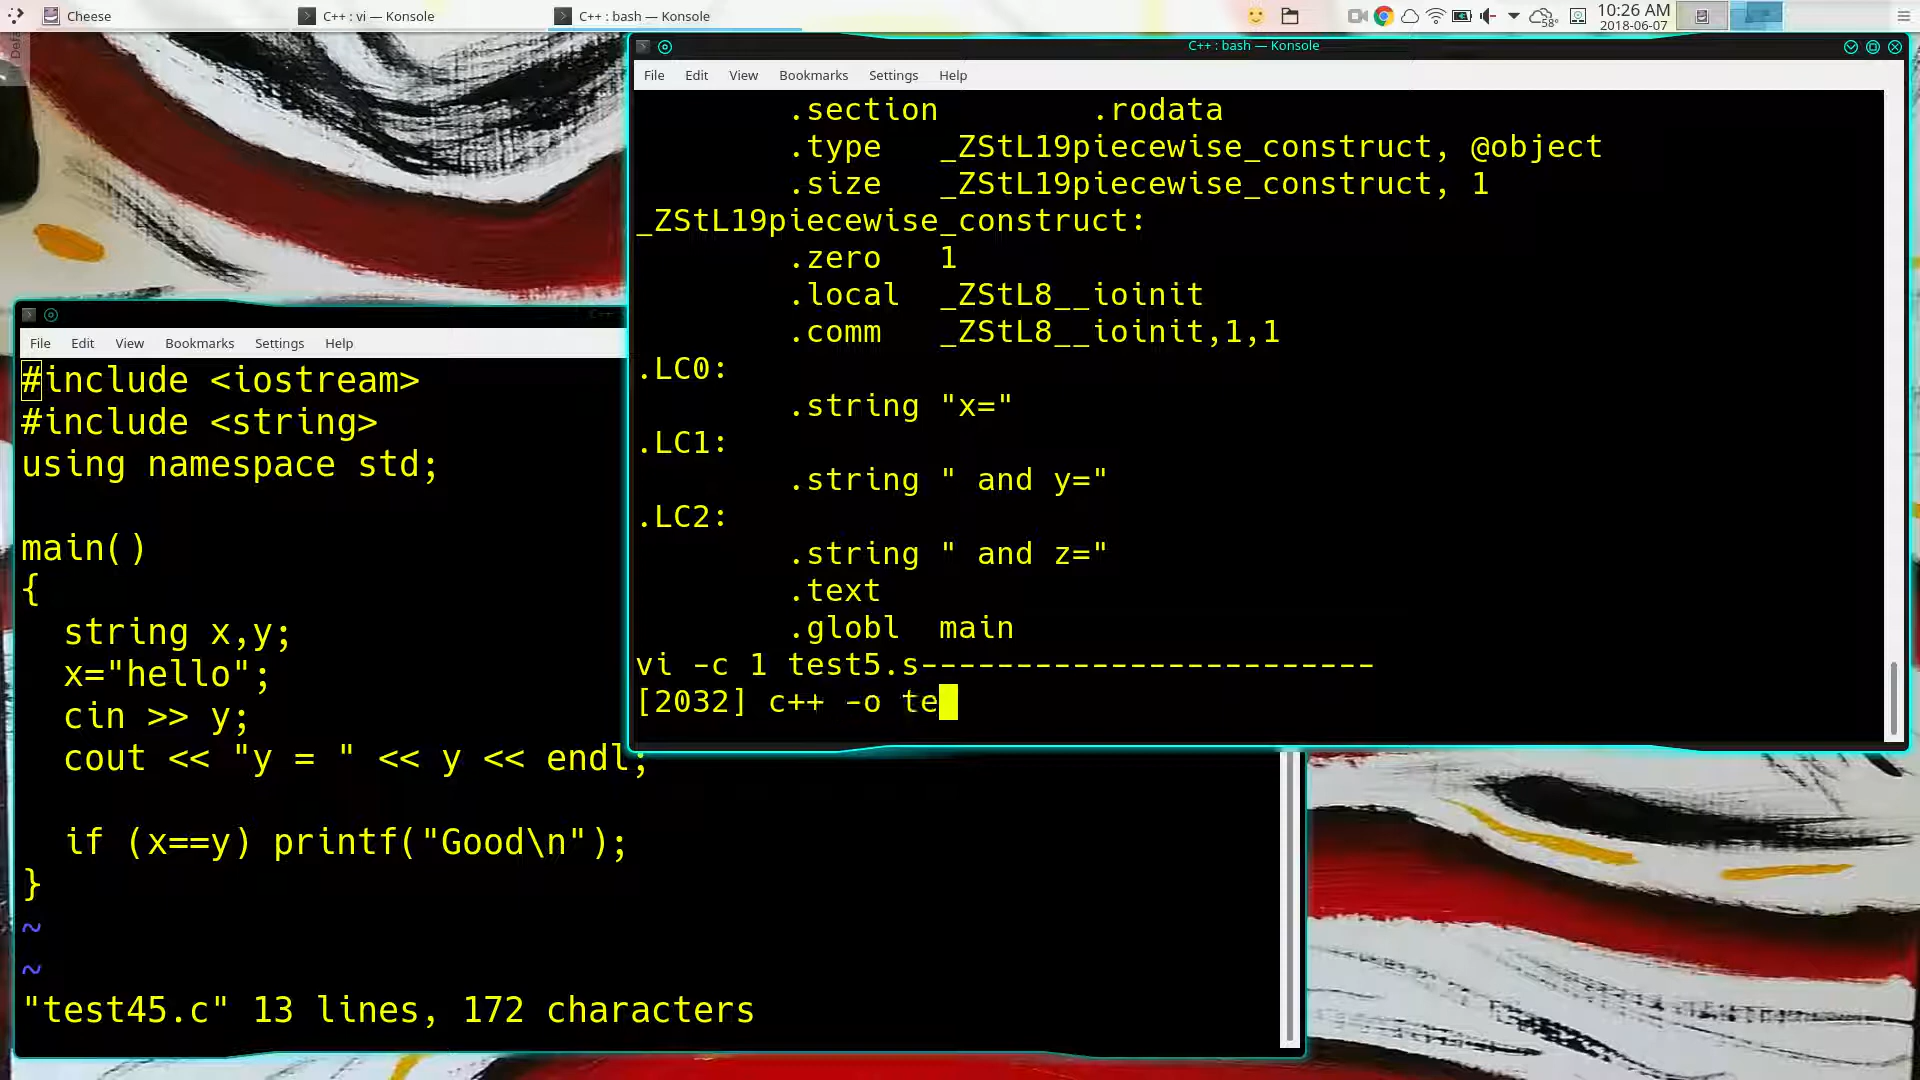 Cheese
C++ : vi — Konsole
C++ : bash — Konsole
58°
10:26 AM
2018-06-07
C++ : bash — Konsole
File Edit View Bookmarks Settings Help
.section .rodata
.type _ZStL19piecewise_construct, @object
.size _ZStL19piecewise_construct, 1
_ZStL19piecewise_construct:
.zero 1
.local _ZStL8__ioinit
.comm _ZStL8__ioinit,1,1
.LC0:
.string "x="
.LC1:
.string " and y="
.LC2:
.string " and z="
.text
.globl main
vi -c 1 test5.s------------------------
[2032] c++ -o te
File Edit View Bookmarks Settings Help
#include <iostream>
#include <string>
using namespace std;
main()
{
string x,y;
x="hello";
cin >> y;
cout << "y = " << y << endl;
if (x==y) printf("Good\n");
}
~
~
"test45.c" 13 lines, 172 characters